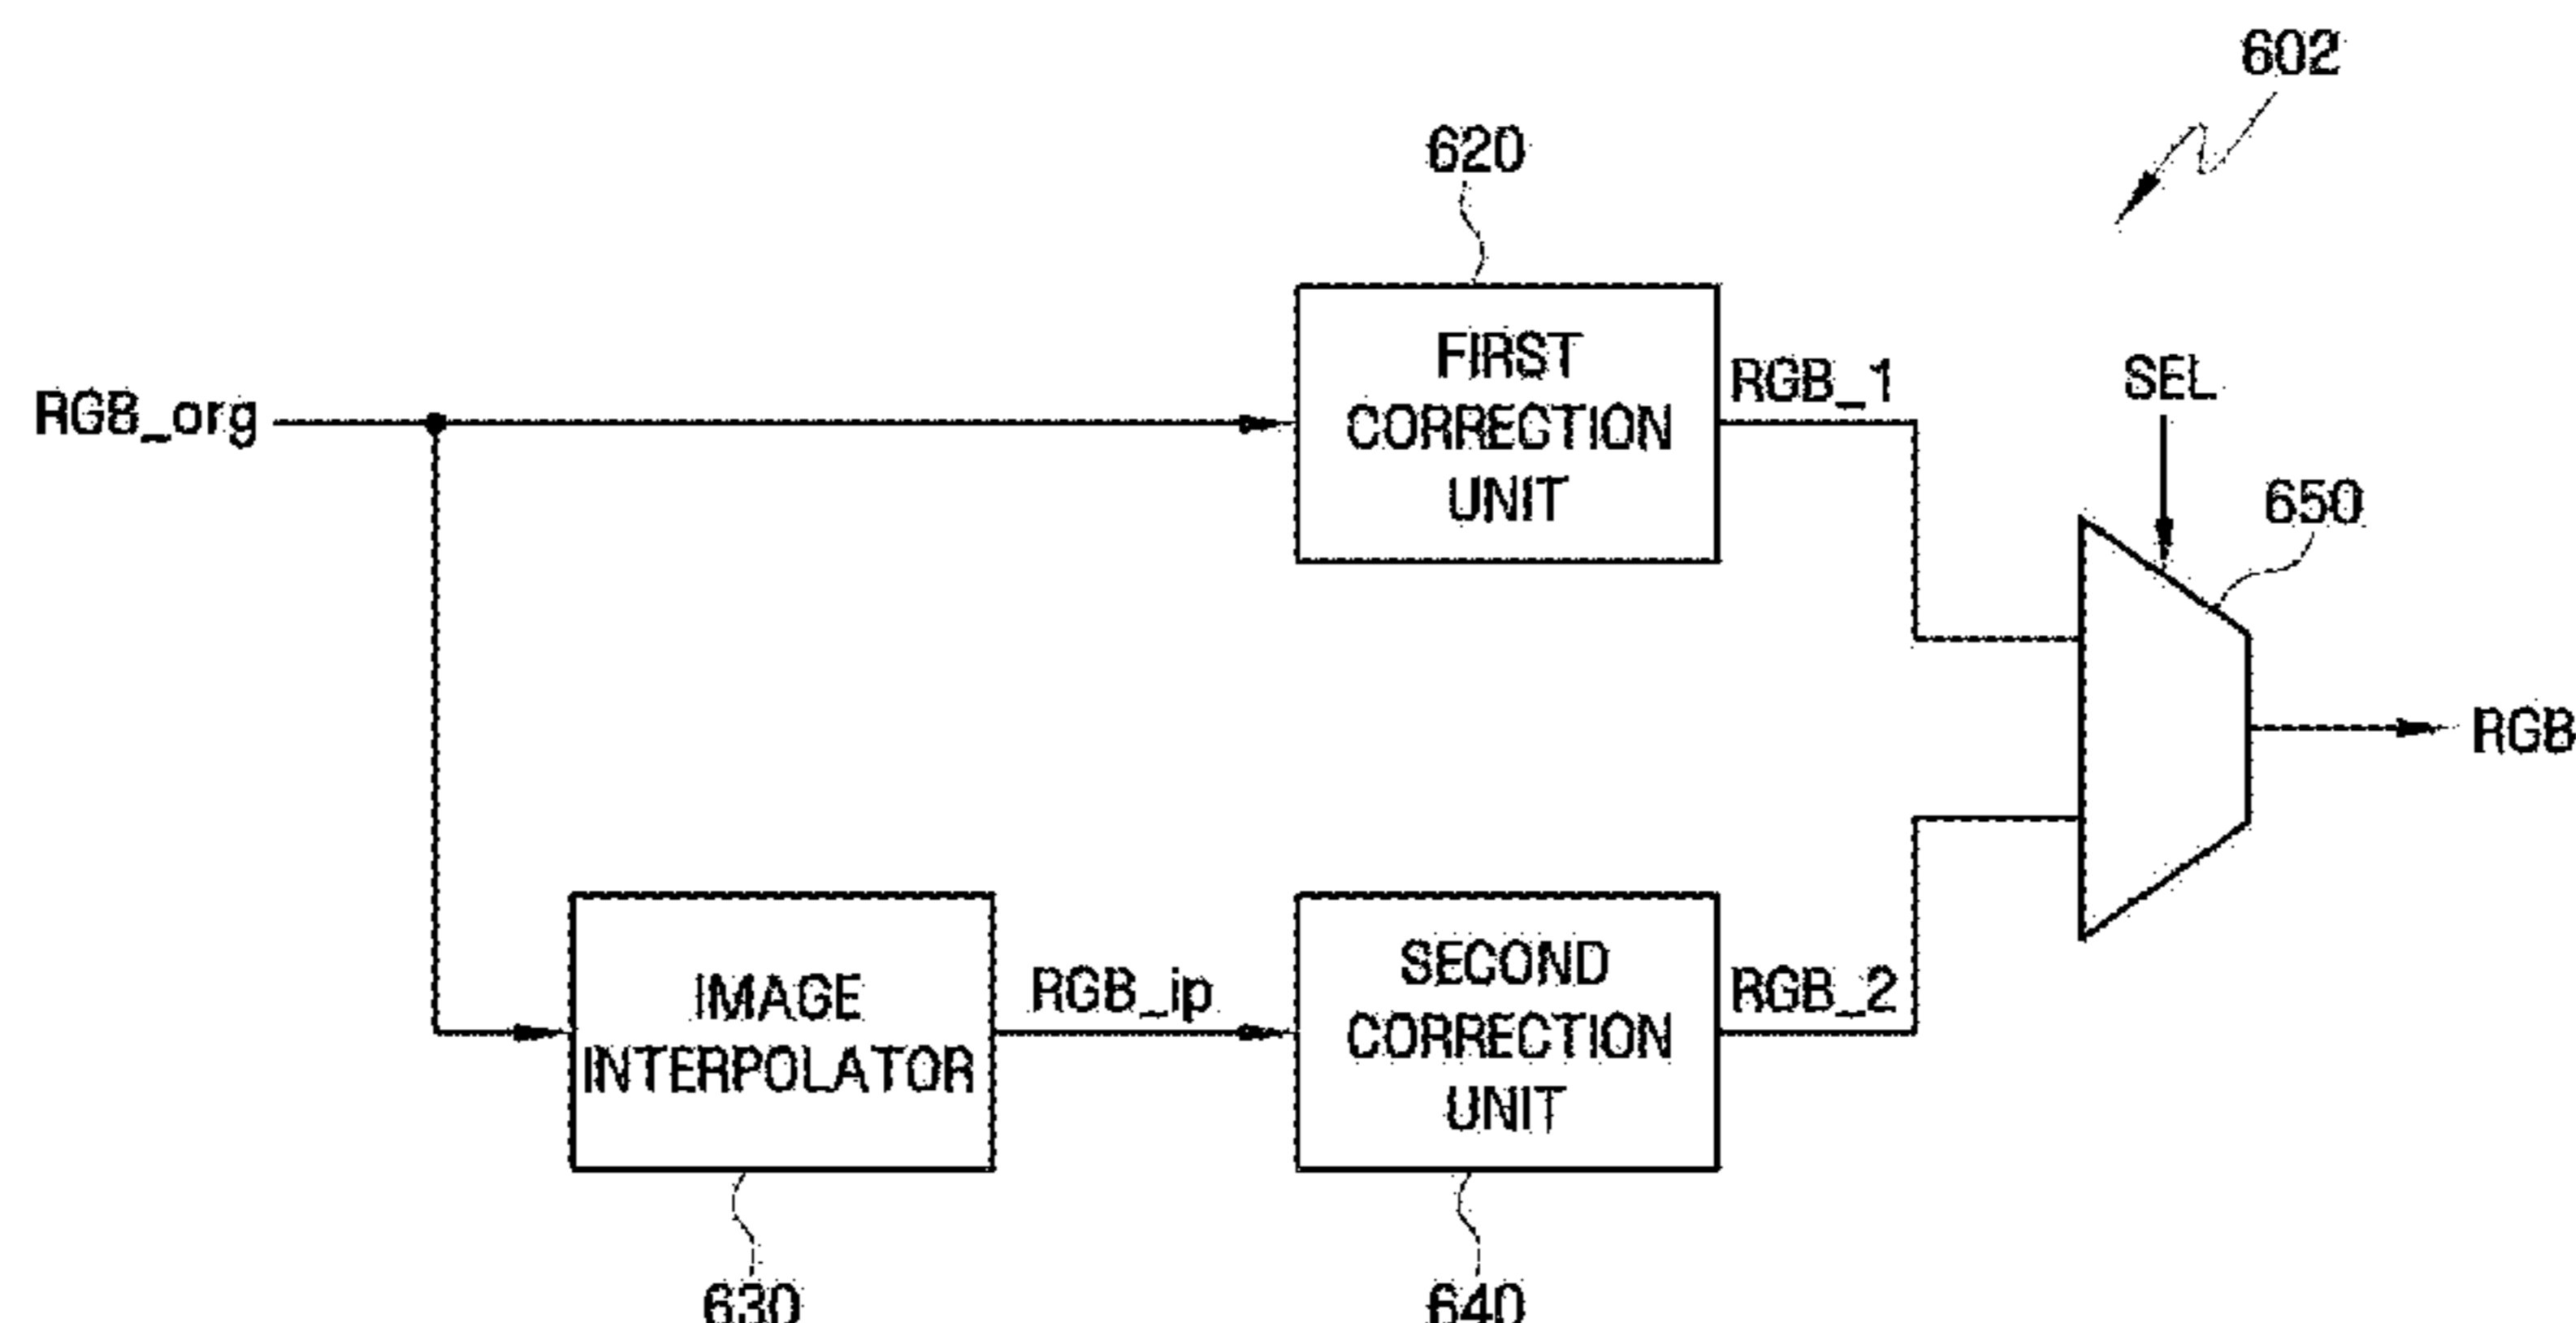 602
620
FIRST
CORRECTION
UNIT
RGB_1
SEL
RGB_org
650
RGB
IMAGE
INTERPOLATOR
RGB_ip
SECOND
CORRECTION
UNIT
RGB_2
630
640